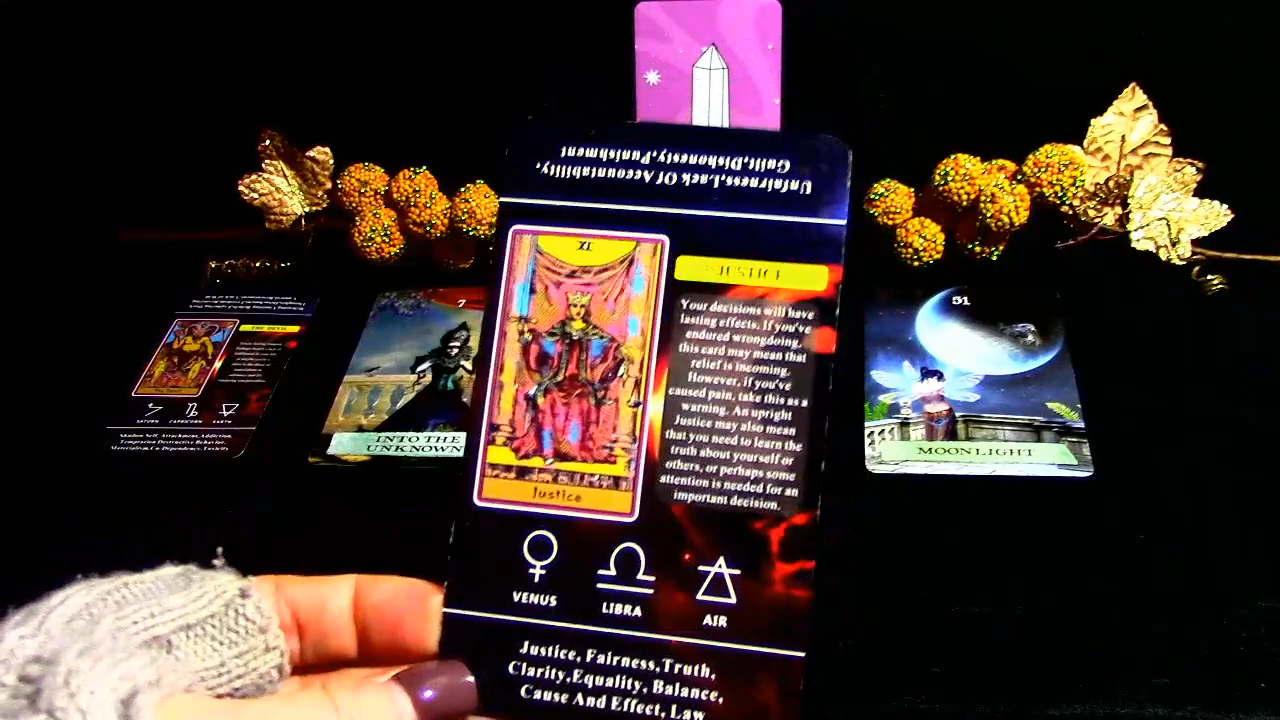 Unfairness,Lack Of Accountability,
Guilt,Dishonesty,Punishment
XI
JUSTICE
Your decisions will have
lasting effects. If you've
endured wrongdoing,
this card may mean that
relief is incoming.
However, if you've
caused pain, take this as a
warning. An upright
Justice may also mean
that you need to learn the
truth about yourself or
others, or perhaps some
attention is needed for an
important decision.
Justice
VENUS
LIBRA
AIR
Justice, Fairness,Truth,
Clarity,Equality, Balance,
Cause And Effect, Law
THE DEVIL
SATURN
CAPRICORN
EARTH
Shadow Self, Attachment, Addiction,
Temptation Destructive Behavior,
Materialism, Co-Dependency, Toxicity
7
INTO THE
UNKNOWN
51
MOONLIGHT